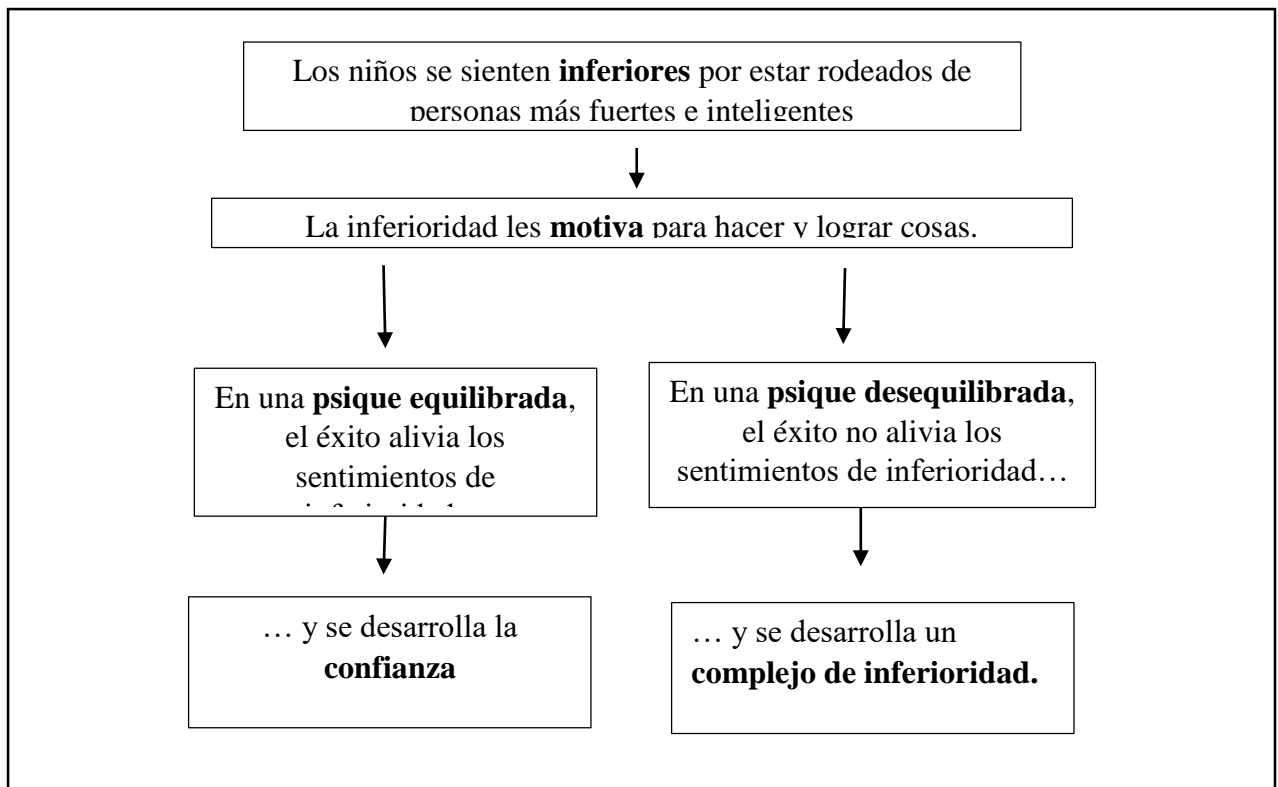 Los niños se sienten inferiores por estar rodeados de
personas más fuertes e inteligentes
La inferioridad les motiva para hacer y lograr cosas.
En una psique equilibrada,
el éxito alivia los
sentimientos de
En una psique desequilibrada,
el éxito no alivia los
sentimientos de inferioridad…
… y se desarrolla la
confianza
… y se desarrolla un
complejo de inferioridad.